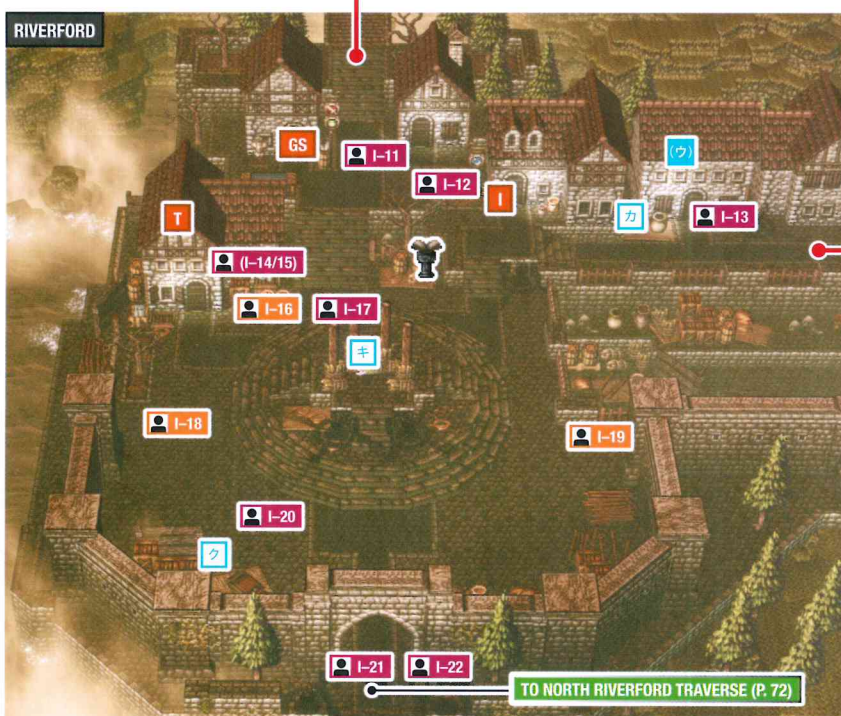 RIVERFORD
GS
I–11
I–12
I
(ウ)
カ
I–13
T
(I–14/15)
I–16
I–17
キ
I–18
I–19
I–20
ク
I–21
I–22
TO NORTH RIVERFORD TRAVERSE (P. 72)